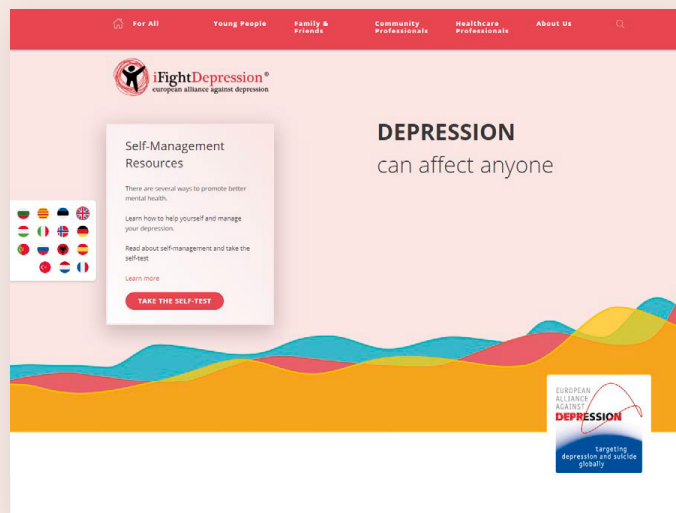 For All
Young People
Family &
Friends
Community
Professionals
Healthcare
Professionals
About Us
iFightDepression®
european alliance against depression
DEPRESSION
can affect anyone
Self-Management
Resources
There are several ways to promote better
mental health.
Learn how to help yourself and manage
your depression.
Read about self-management and take the
self-test
Learn more
TAKE THE SELF-TEST
EUROPEAN
ALLIANCE
AGAINST
DEPRESSION
targeting
depression and suicide
globally